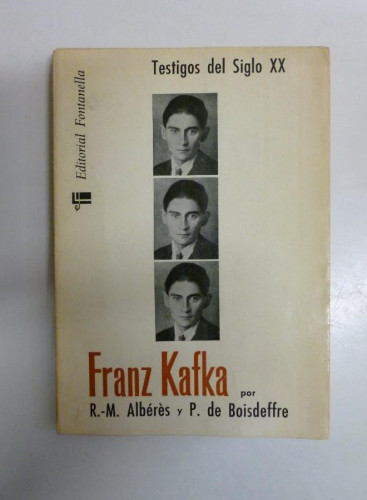 Testigos del Siglo XX
Editorial Fontanella
Franz Kafka por
R.-M. Albérès y P. de Boisdeffre